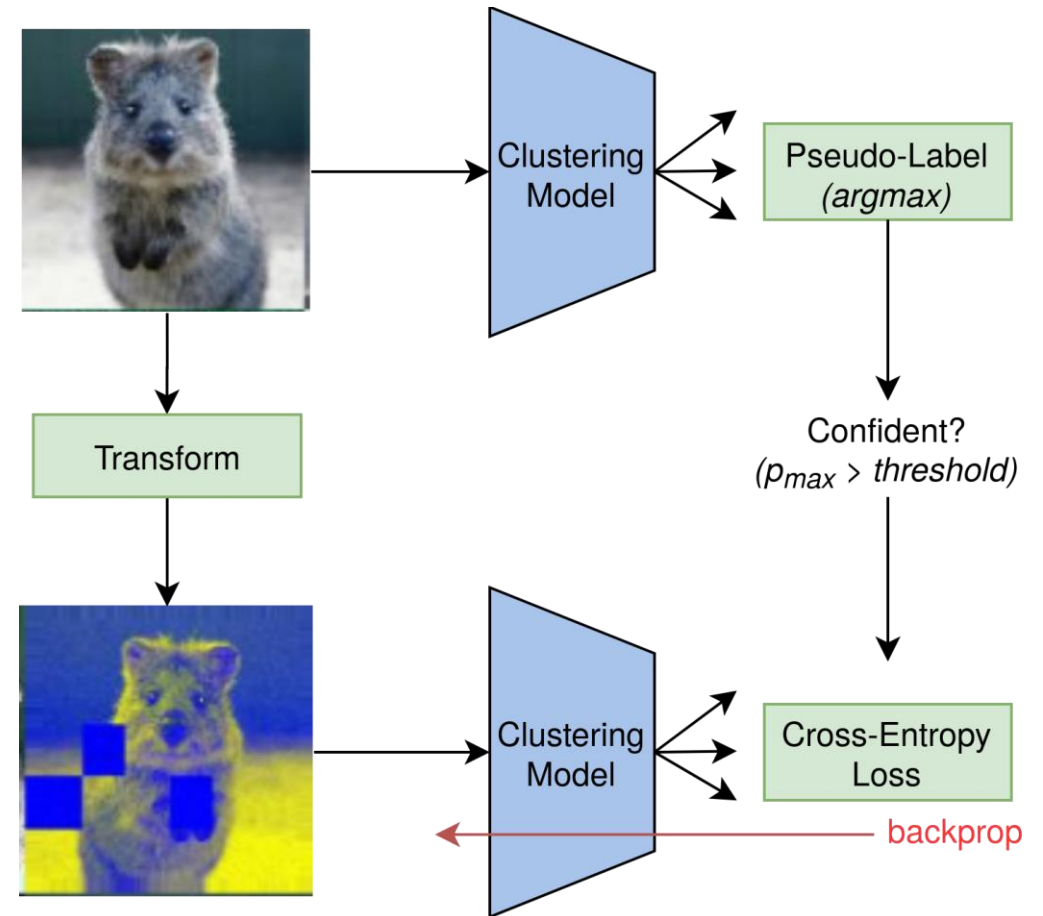 Clustering
Model
Pseudo-Label
(argmax)
Transform
Confident?
(pmax > threshold)
Clustering
Model
Cross-Entropy
Loss
backprop